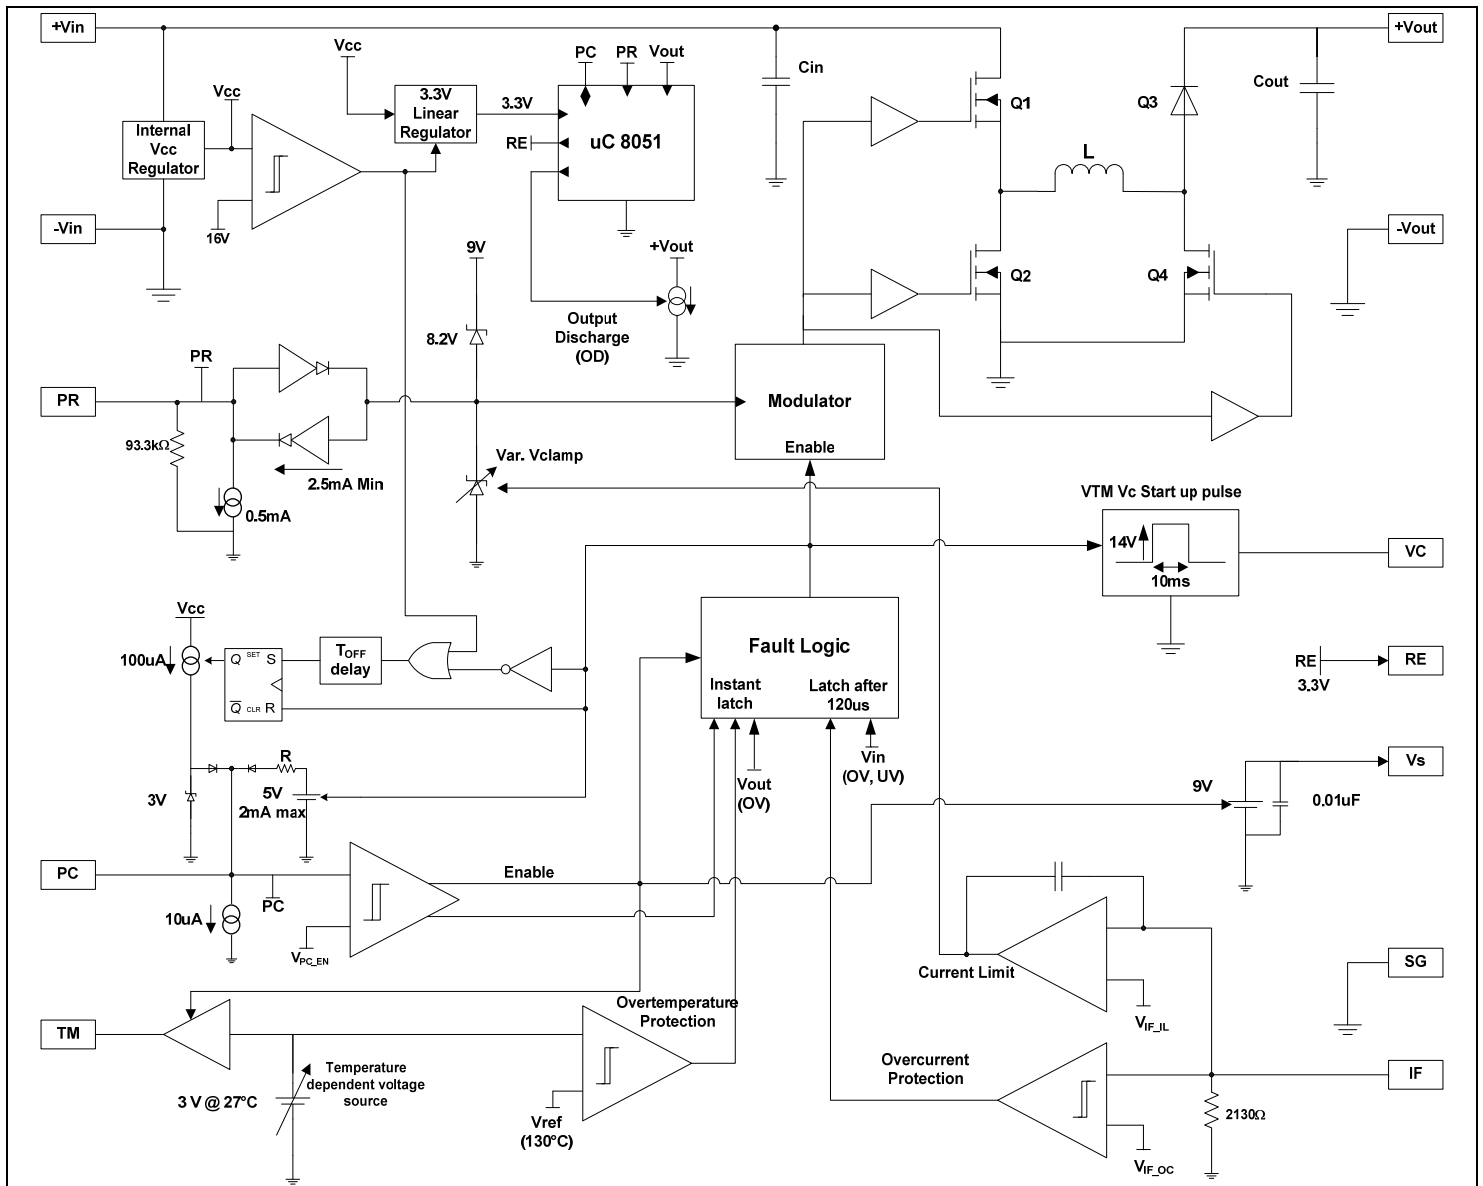 +Vin
+Vout
Vcc
PC PR Vout
Cin
Cout
Q1
Q3
3.3V
Linear
Regulator
3.3V
Vcc
Internal
Vcc
Regulator
RE
uC 8051
L
-Vin
16V
-Vout
9V
+Vout
Q2
Q4
8.2V
Output
Discharge
(OD)
PR
PR
Modulator
Enable
93.3kΩ
2.5mA Min
0.5mA
Var. Vclamp
VTM Vc Start up pulse
14V
10ms
VC
Vcc
100uA
Q SET S
Q CLR R
TOFF
delay
Fault Logic
Instant
latch
Latch after
120us
RE
3.3V
RE
R
3V
5V
2mA max
Vout
(OV)
Vin
(OV, UV)
9V
0.01uF
Vs
PC
PC
10uA
Enable
VPC_EN
Current Limit
VIF_IL
SG
TM
Overtemperature
Protection
Temperature
dependent voltage
source
3 V @ 27°C
Vref
(130°C)
Overcurrent
Protection
VIF_OC
2130Ω
IF